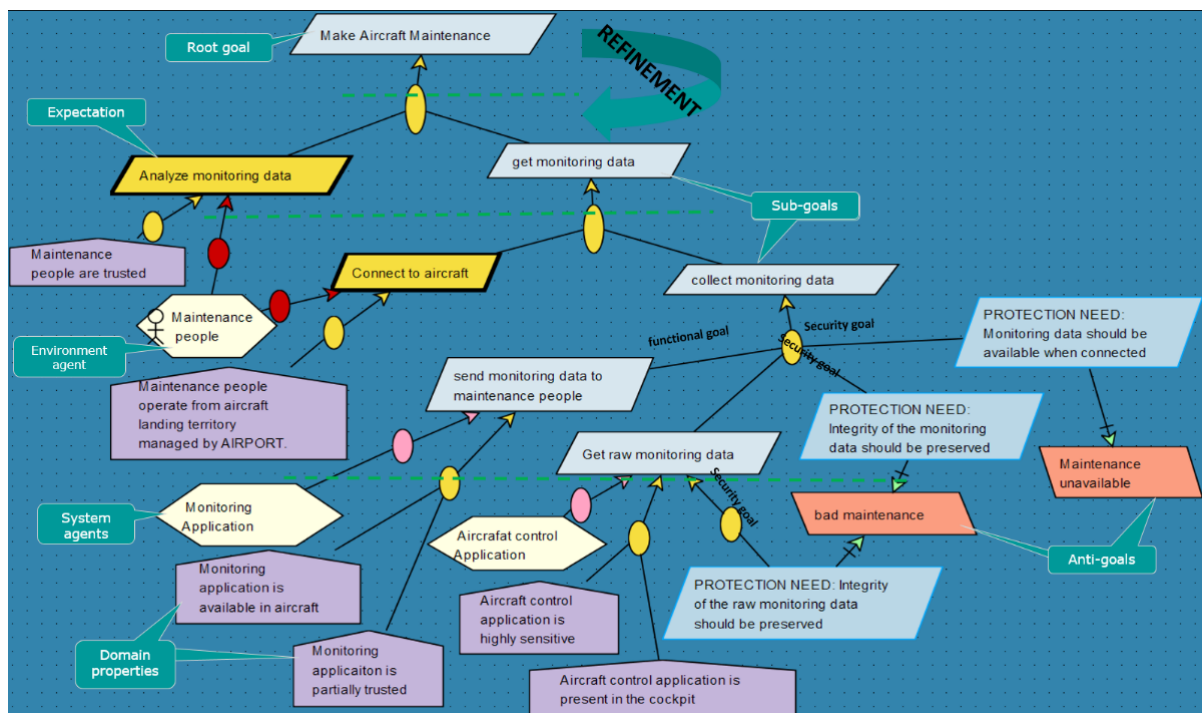 Make Aircraft Maintenance
Root goal
REFINEMENT
Expectation
Analyze monitoring data
get monitoring data
Sub-goals
Maintenance
people are trusted
Connect to aircraft
collect monitoring data
Maintenance
people
Environment
agent
functional goal
Security goal
Security goal
PROTECTION NEED:
Monitoring data should be
available when connected
Maintenance people
operate from aircraft
landing territory
managed by AIRPORT.
send monitoring data to
maintenance people
PROTECTION NEED:
Integrity of the monitoring
data should be preserved
Get raw monitoring data
Security goal
Maintenance
unavailable
System
agents
Monitoring
Application
Aircrafat control
Application
bad maintenance
Anti-goals
Monitoring
application is
available in aircraft
Aircraft control
application is
highly sensitive
PROTECTION NEED: Integrity
of the raw monitoring data
should be preserved
Domain
properties
Monitoring
applicaiton is
partially trusted
Aircraft control application is
present in the cockpit